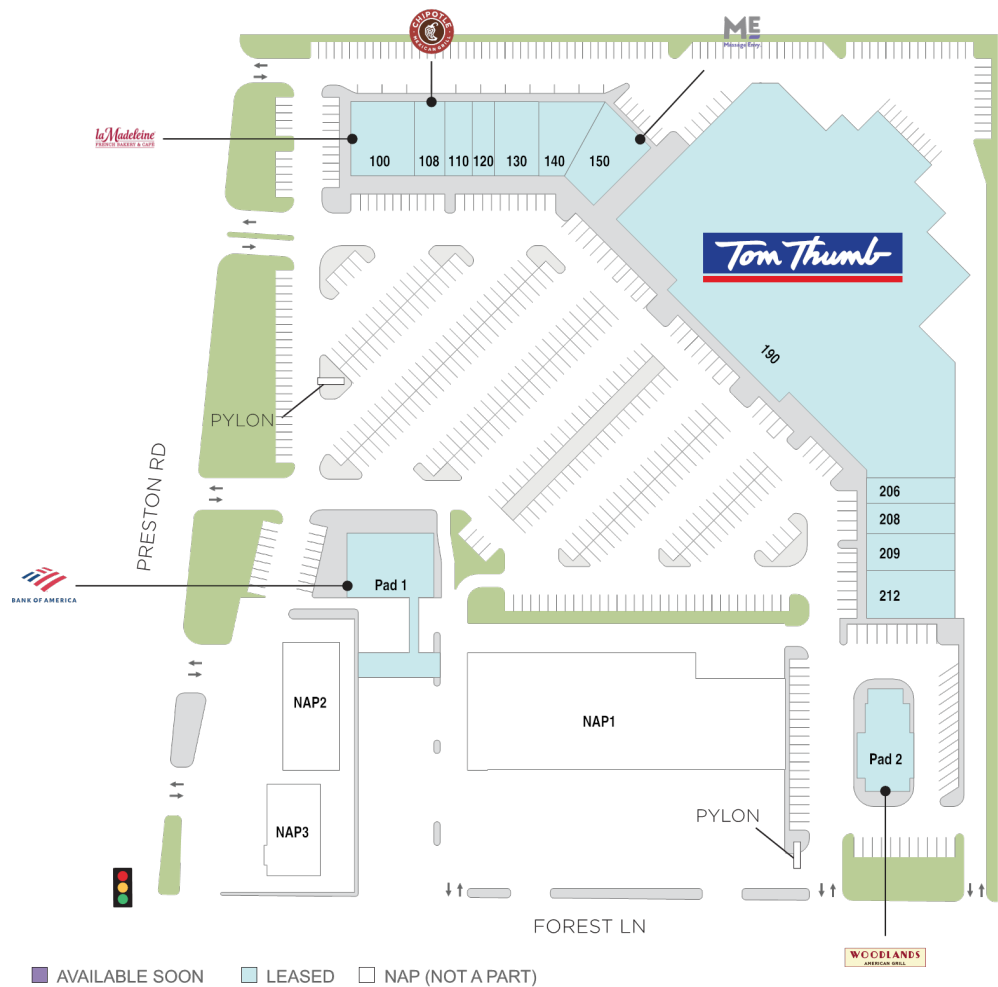 CHIPOTLE
MEXICAN GRILL
ME
Massage Envy
la Madeleine
FRENCH BAKERY & CAFÉ
100
108
110
120
130
140
150
Tom Thumb
190
PYLON
PRESTON RD
206
208
209
212
BANK OF AMERICA
Pad 1
NAP2
NAP1
Pad 2
NAP3
PYLON
FOREST LN
WOODLANDS
AMERICAN GRILL
AVAILABLE SOON
LEASED
NAP (NOT A PART)